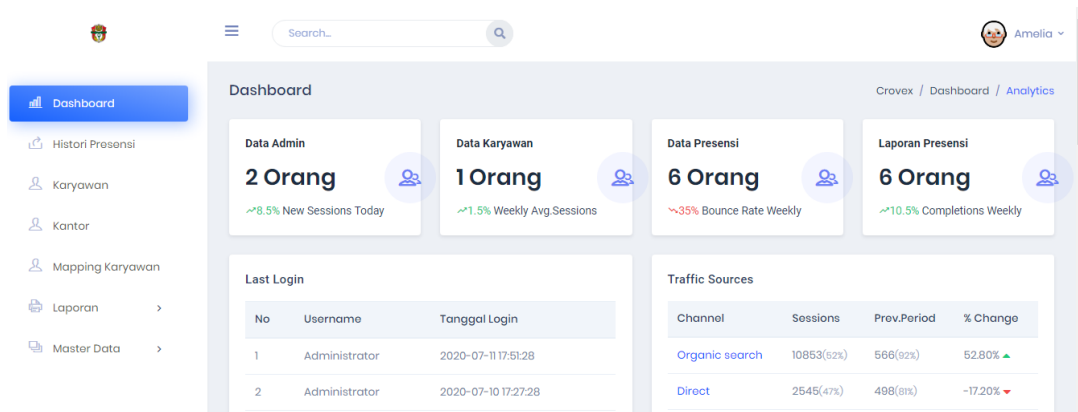 Search...
Amelia
Dashboard
Histori Presensi
Karyawan
Kantor
Mapping Karyawan
Laporan
Master Data
Dashboard
Crovex / Dashboard / Analytics
Data Admin
2 Orang
8.5% New Sessions Today
Data Karyawan
1 Orang
1.5% Weekly Avg.Sessions
Data Presensi
6 Orang
35% Bounce Rate Weekly
Laporan Presensi
6 Orang
10.5% Completions Weekly
Last Login
No Username Tanggal Login
1 Administrator 2020-07-11 17:51:28
2 Administrator 2020-07-10 17:27:28
Traffic Sources
Channel Sessions Prev.Period % Change
Organic search 10853(52%) 566(92%) 52.80%
Direct 2545(47%) 498(81%) -17.20%